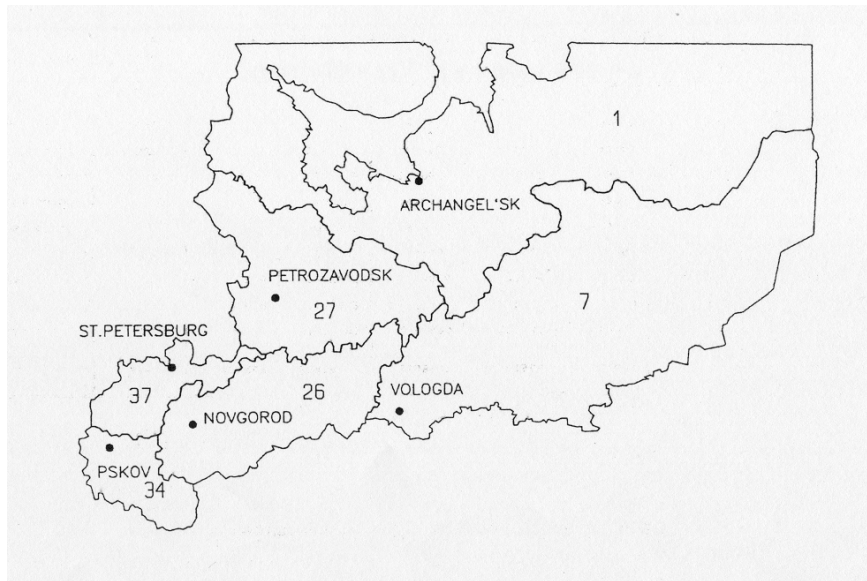 1
ARCHANGEL'SK
PETROZAVODSK
27
7
ST.PETERSBURG
37
26
VOLOGDA
NOVGOROD
PSKOV
34